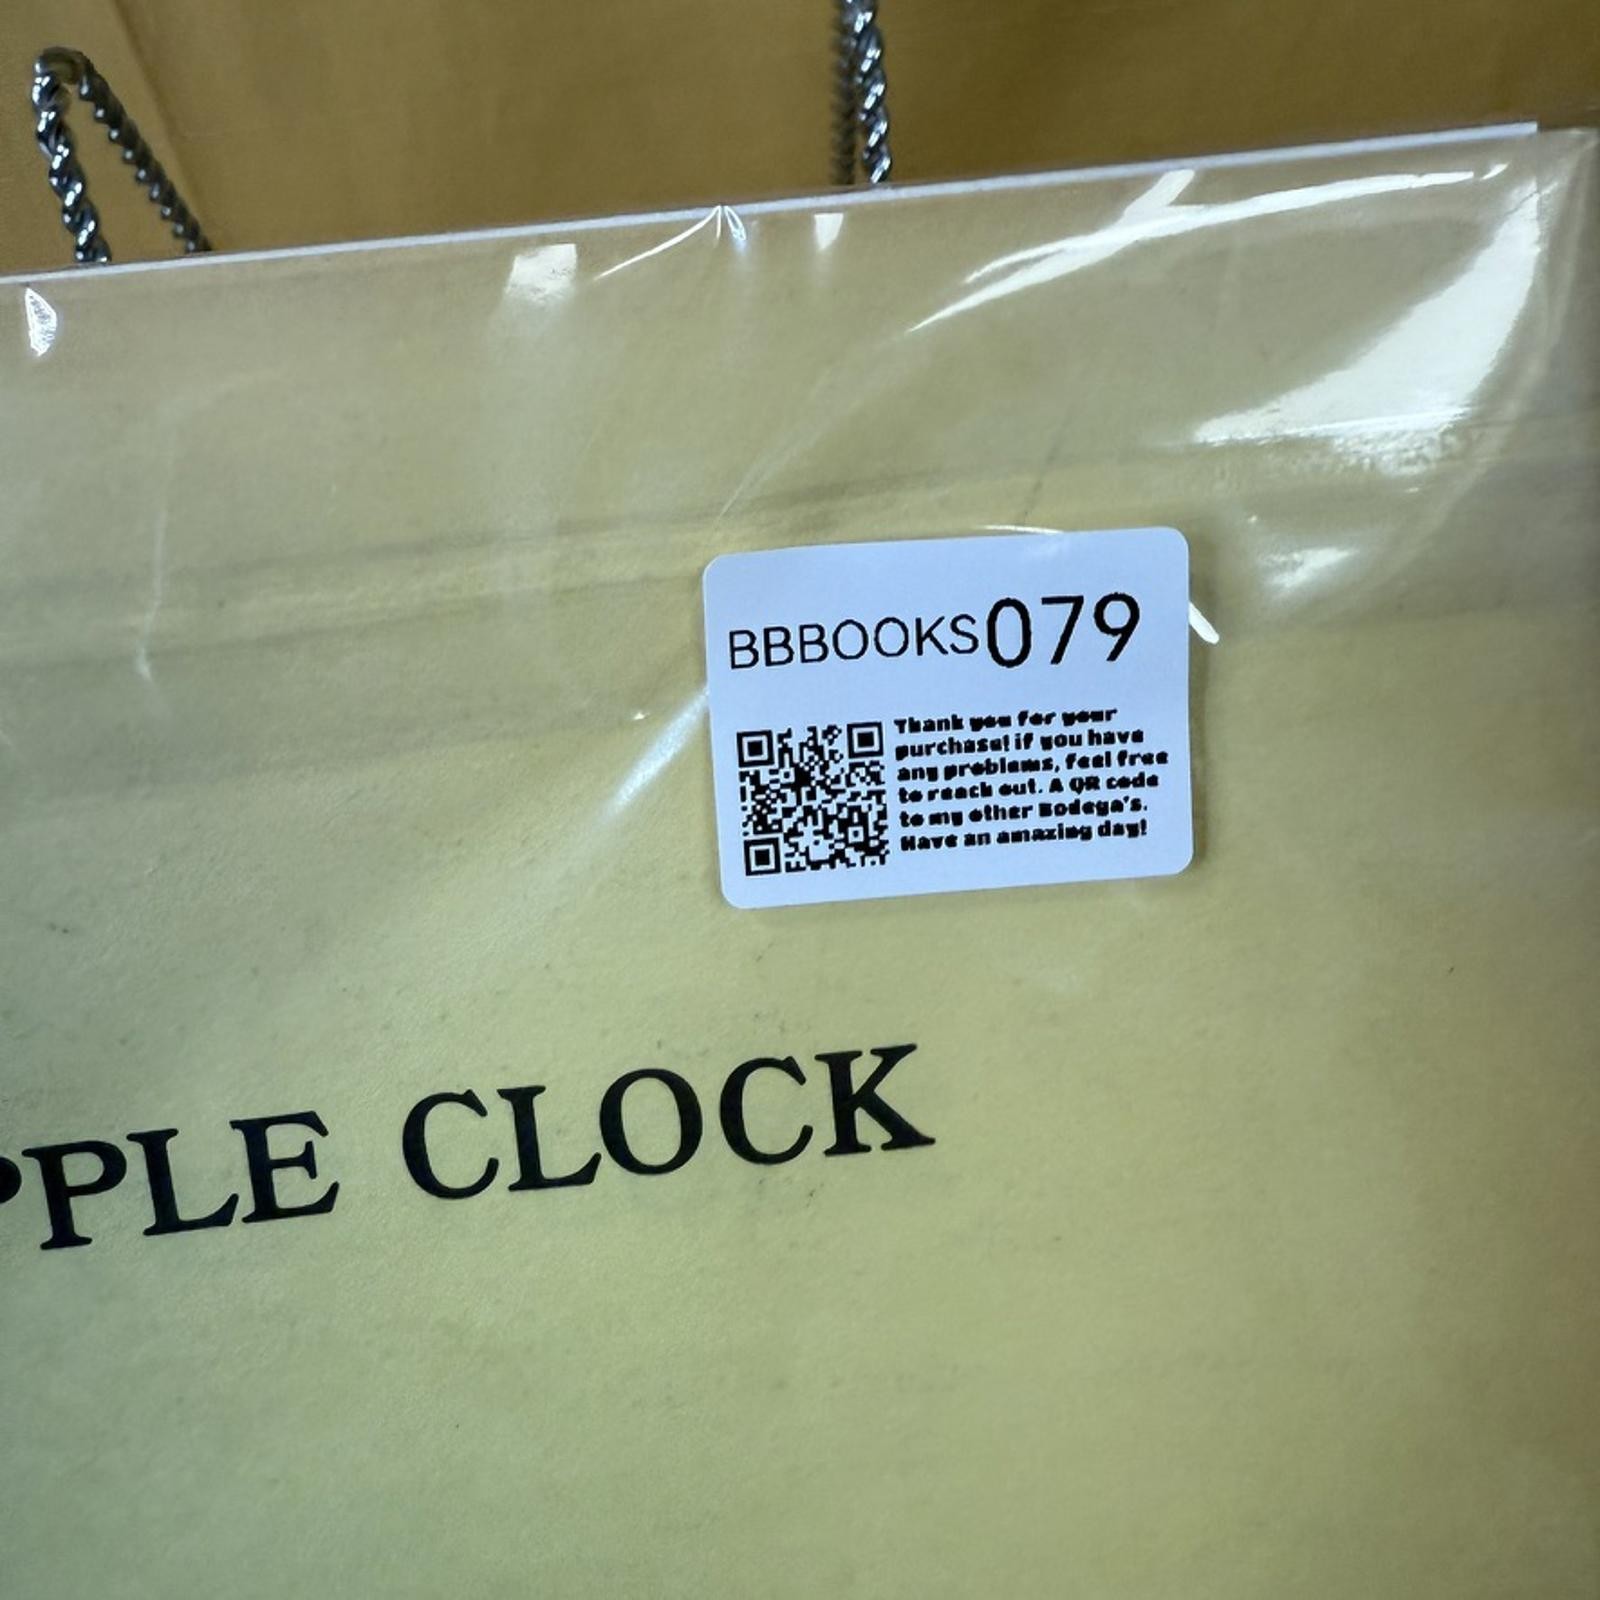 BBBOOKS079
Thank you for your
purchase! if you have
any problems, feel free
to reach out. A QR code
to my other Bodega's.
Have an amazing day!
PPLE CLOCK